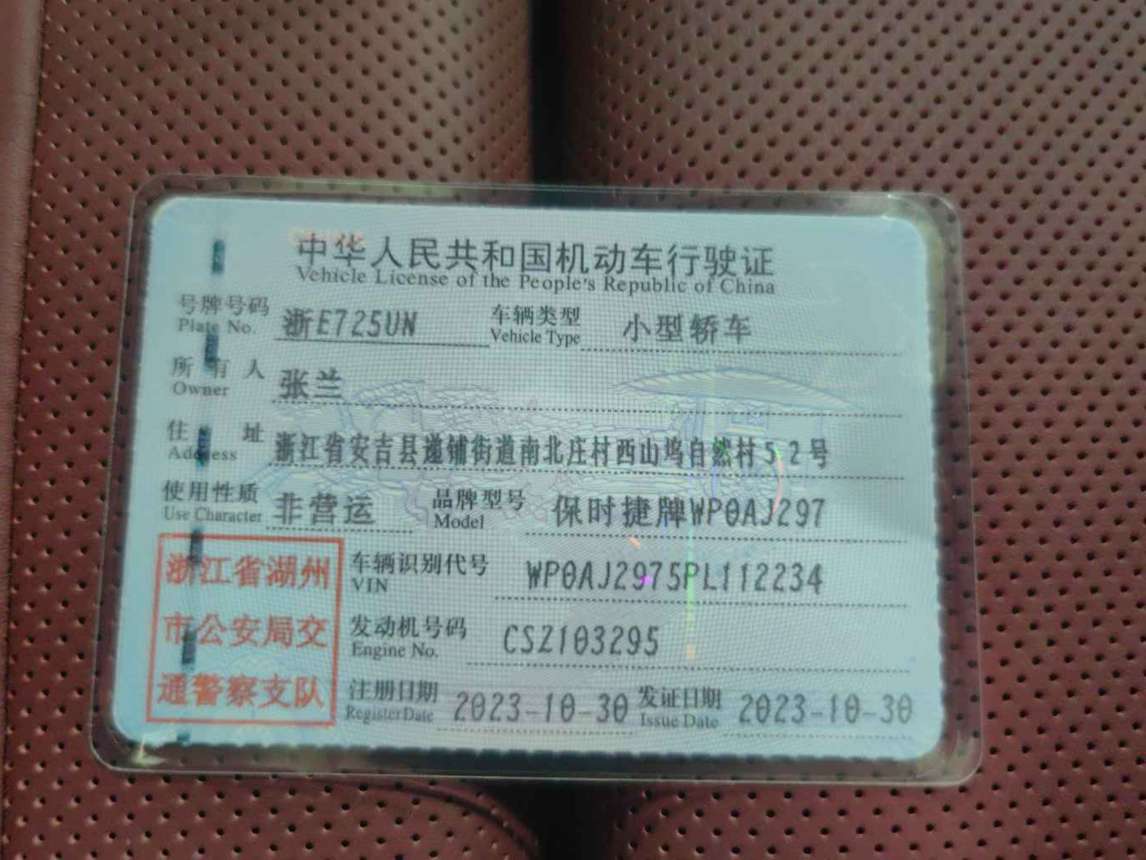 中华人民共和国机动车行驶证
Vehicle License of the People's Republic of China
号牌号码 浙E725UN 车辆类型 小型轿车
Plate No. Vehicle Type
所有人 张兰
Owner
住址 浙江省安吉县递铺街道南北庄村西山坞自然村52号
Address
使用性质 非营运 品牌型号 保时捷牌WP0AJ297
Use Character Model
浙江省湖州
市公安局交
通警察支队
车辆识别代号 WP0AJ2975PL112234
VIN
发动机号码 CSZ103295
Engine No.
注册日期 2023-10-30 发证日期 2023-10-30
Register Date Issue Date